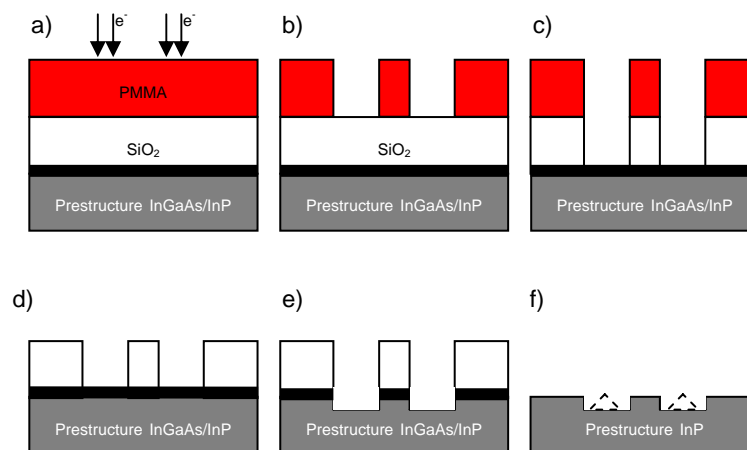 a)
e⁻
e⁻
PMMA
SiO₂
Prestructure InGaAs/InP
b)
SiO₂
Prestructure InGaAs/InP
c)
Prestructure InGaAs/InP
d)
Prestructure InGaAs/InP
e)
Prestructure InGaAs/InP
f)
Prestructure InP